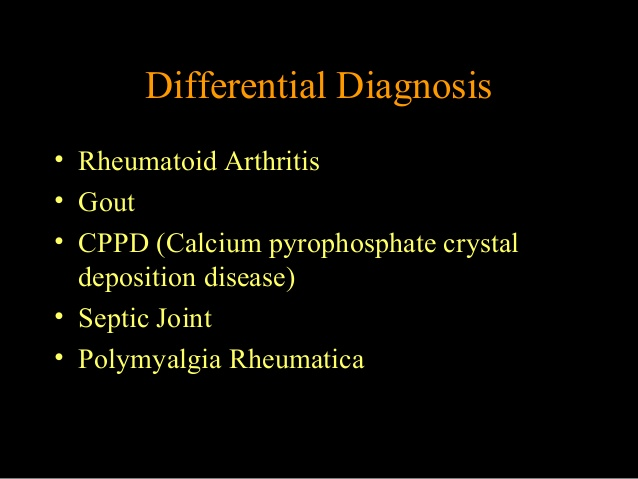 Differential Diagnosis
• Rheumatoid Arthritis
• Gout
• CPPD (Calcium pyrophosphate crystal
deposition disease)
• Septic Joint
• Polymyalgia Rheumatica